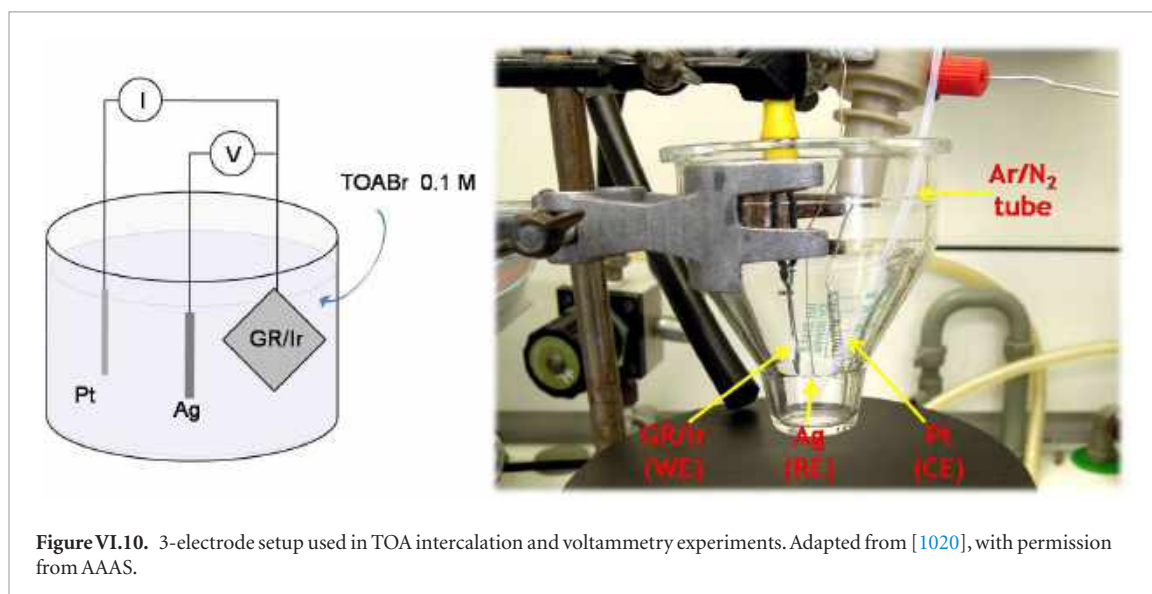 I
V
TOABr 0.1 M
GR/Ir
Pt
Ag
Ar/N₂
tube
GR/Ir
(WE)
Ag
(RE)
Pt
(CE)
Figure VI.10. 3-electrode setup used in TOA intercalation and voltammetry experiments. Adapted from [1020], with permission
from AAAS.